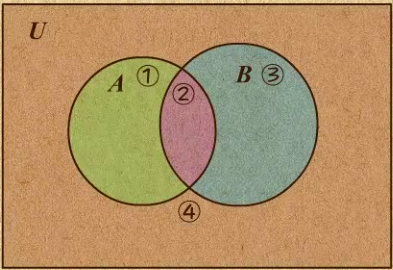 U
A ① ② B ③
④